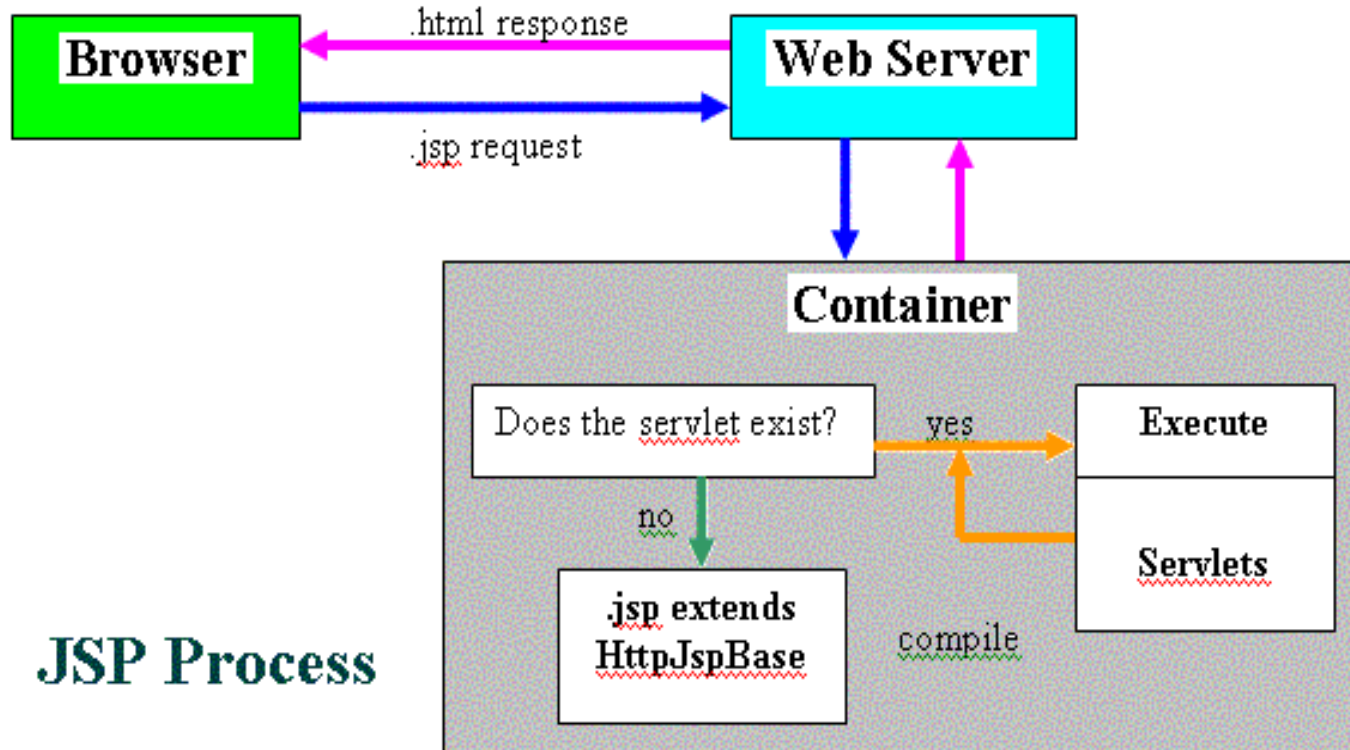 .html response
Browser
Web Server
.jsp request
Container
Does the servlet exist?
yes
Execute
no
Servlets
.jsp extends
HttpJspBase
compile
JSP Process